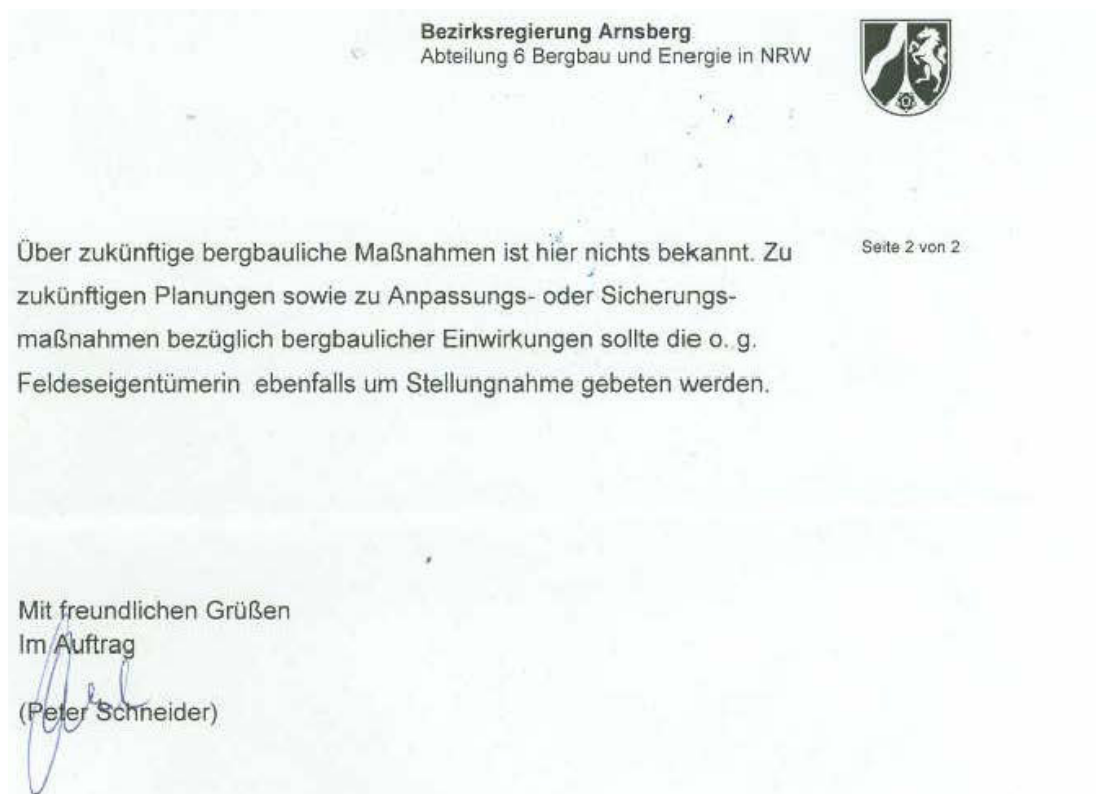 Bezirksregierung Arnsberg
Abteilung 6 Bergbau und Energie in NRW
Seite 2 von 2
Über zukünftige bergbauliche Maßnahmen ist hier nichts bekannt. Zu
zukünftigen Planungen sowie zu Anpassungs- oder Sicherungs-
maßnahmen bezüglich bergbaulicher Einwirkungen sollte die o. g.
Feldeseigentümerin ebenfalls um Stellungnahme gebeten werden.
Mit freundlichen Grüßen
Im Auftrag
(Peter Schneider)